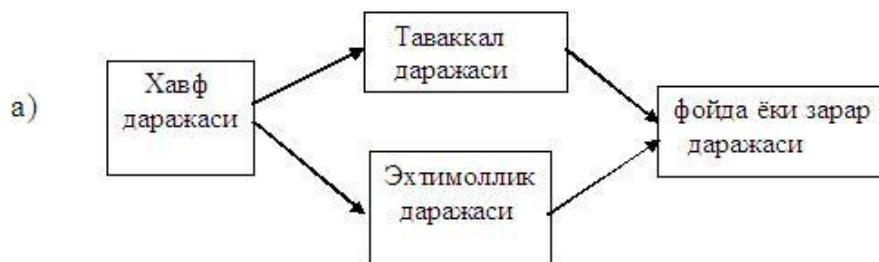 а)
Хавф
даражаси
Таваккал
даражаси
Эхтимоллик
даражаси
фойда ёки зарар
даражаси